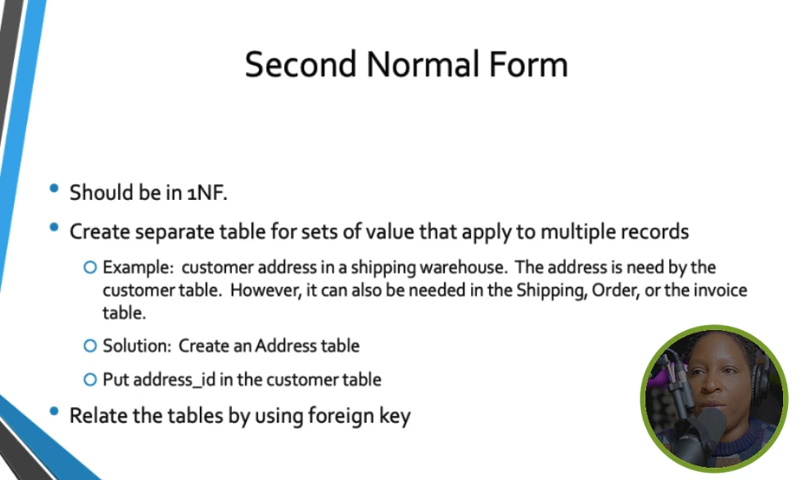 Second Normal Form
Should be in 1NF.
Create separate table for sets of value that apply to multiple records
Example: customer address in a shipping warehouse. The address is need by the
customer table. However, it can also be needed in the Shipping, Order, or the invoice
table.
Solution: Create an Address table
Put address_id in the customer table
Relate the tables by using foreign key